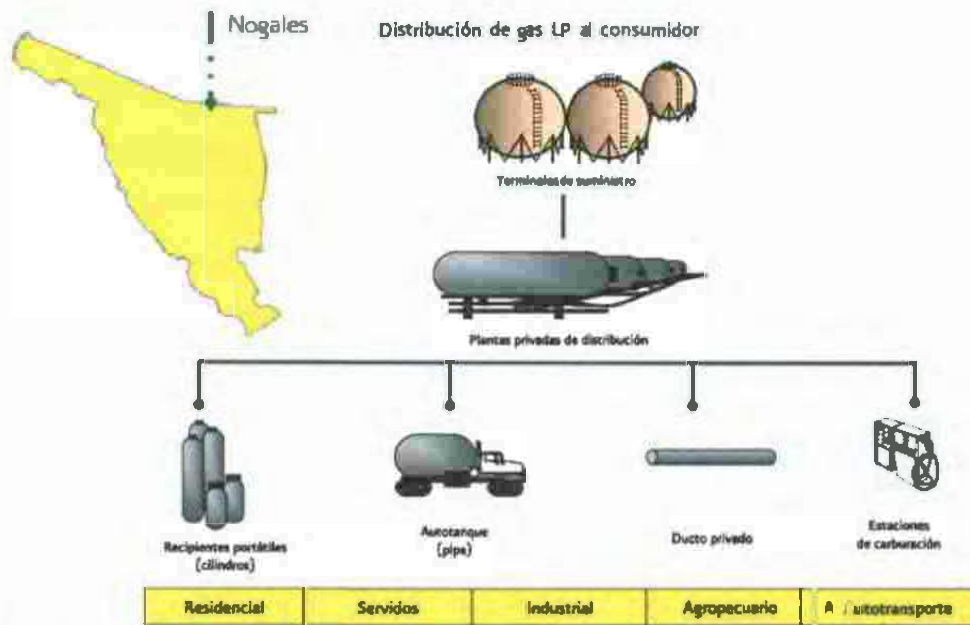 Nogales
Distribución de gas LP al consumidor
Terminales de suministro
Plantas privadas de distribución
Recipientes portátiles
(cilindros)
Autotanque
(pipa)
Ducto privado
Estaciones
de carburación
Residencial
Servicios
Industrial
Agropecuario
A Autotransporte